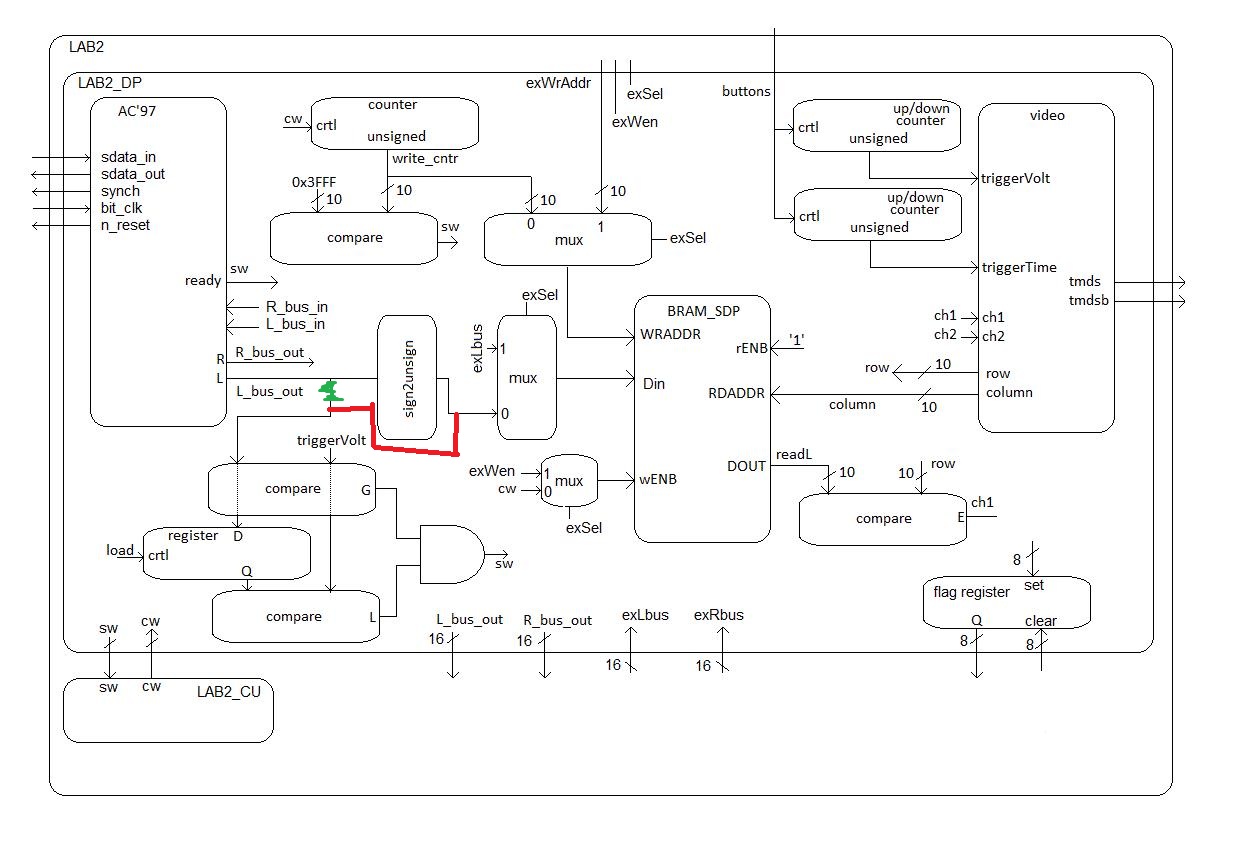 LAB2
LAB2_DP
AC'97
sdata_in
sdata_out
synch
bit_clk
n_reset
ready
sw
R_bus_in
L_bus_in
R
R_bus_out
L
L_bus_out
counter
cw
crtl
unsigned
write_cntr
0x3FFF
10
10
compare
sw
exWrAddr
exSel
exWen
10
10
0
1
mux
exSel
buttons
up/down
counter
crtl
unsigned
up/down
counter
crtl
unsigned
video
triggerVolt
triggerTime
tmds
tmdsb
ch1
ch1
ch2
ch2
row
10
row
column
column
10
sign2unsign
exSel
exLbus
1
mux
0
BRAM_SDP
WRADDR
rENB
'1'
Din
RDADDR
DOUT
readL
wENB
exWen
1
cw
0
mux
exSel
10
10
row
compare
E
ch1
triggerVolt
compare
G
register
D
load
crtl
Q
compare
L
sw
8
set
flag register
Q
clear
8
8
L_bus_out
16
R_bus_out
16
exLbus
16
exRbus
16
sw
cw
sw
cw
LAB2_CU